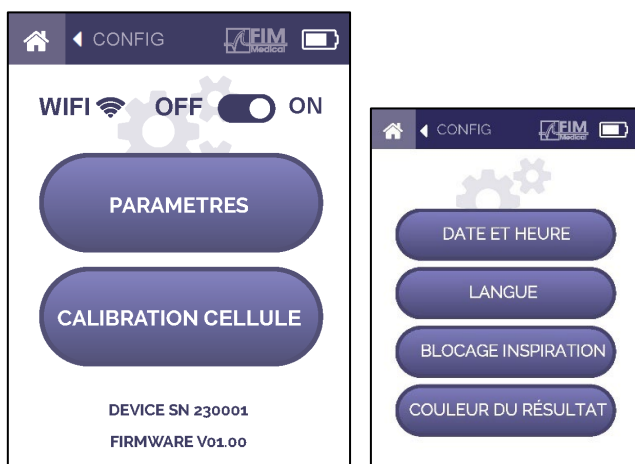 CONFIG FIM Medical
WIFI OFF ON
PARAMETRES
CALIBRATION CELLULE
DEVICE SN 230001
FIRMWARE V01.00
CONFIG FIM Medical
DATE ET HEURE
LANGUE
BLOCAGE INSPIRATION
COULEUR DU RÉSULTAT